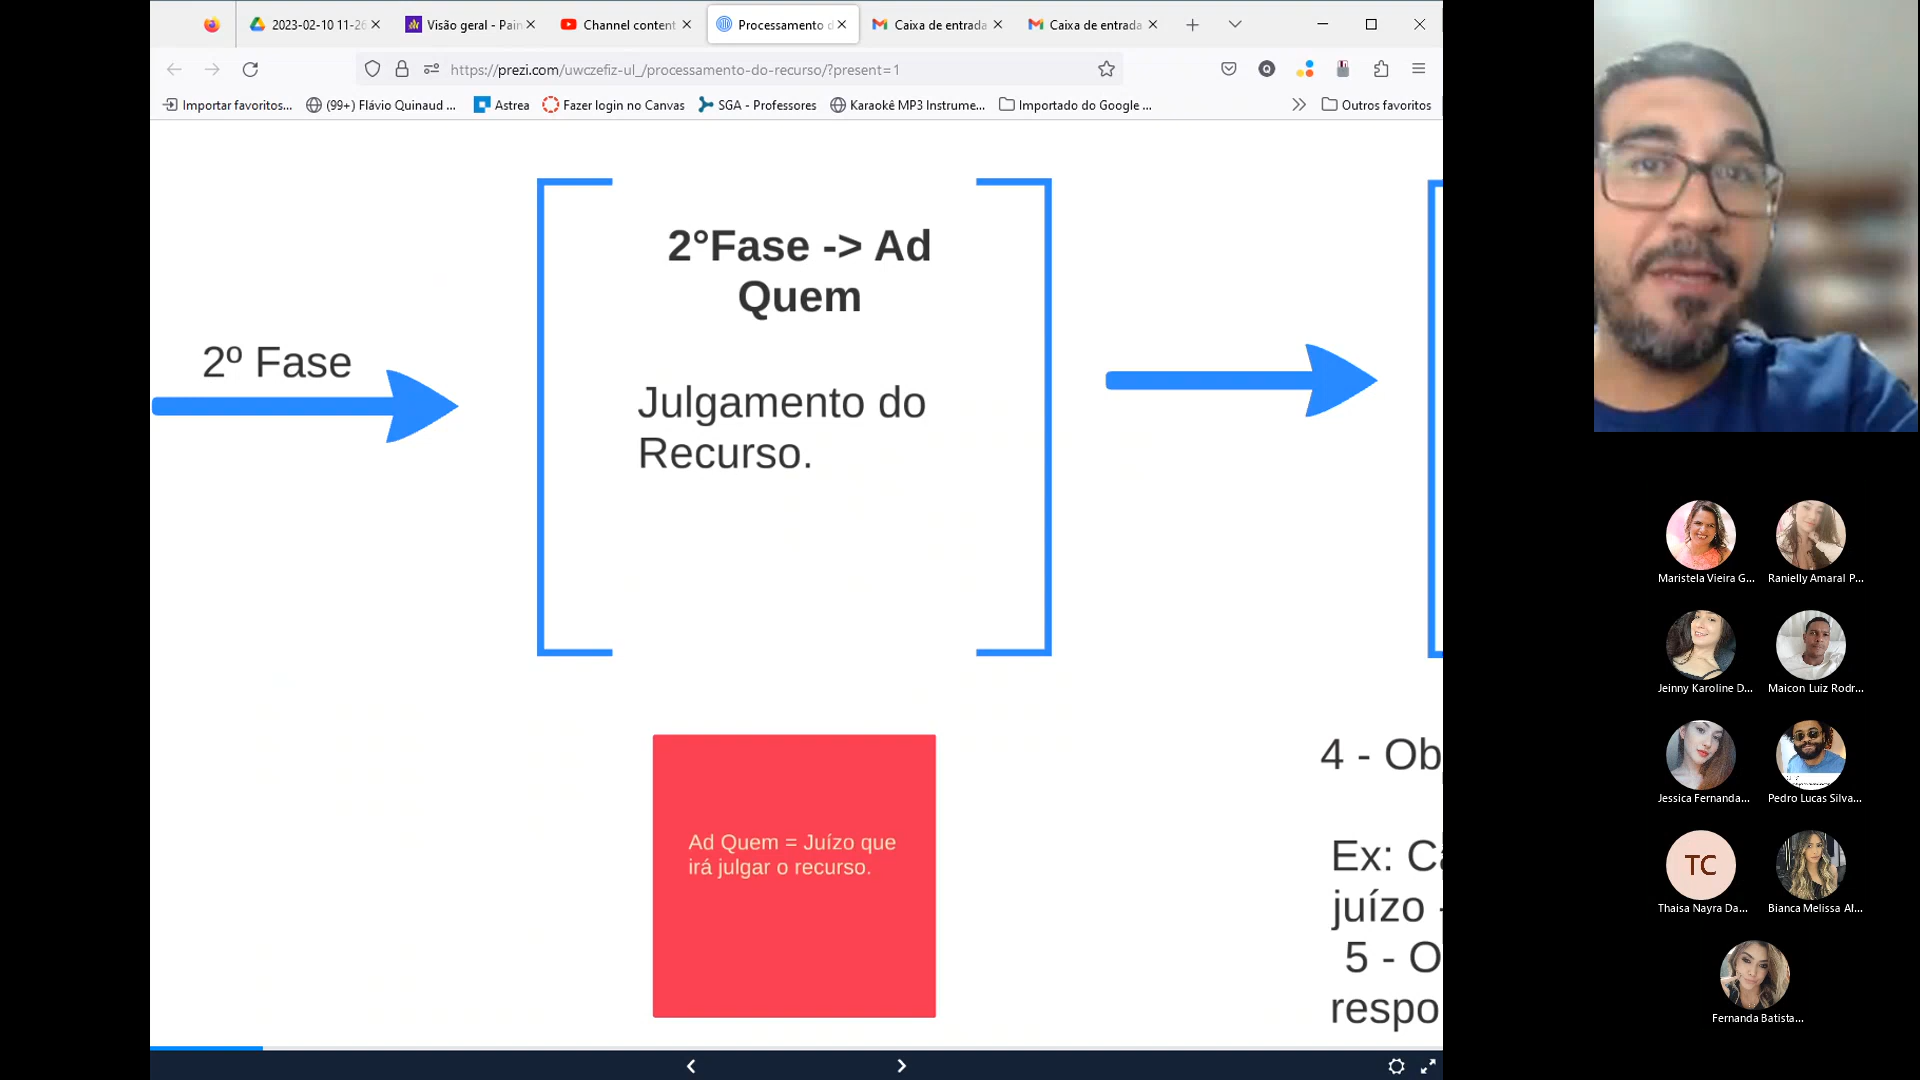 2023-02-10 11-26
Visão geral - Pain
Channel content
Processamento d
Caixa de entrada
Caixa de entrada
https://prezi.com/uwczefiz-ul_/processamento-do-recurso/?present=1
Importar favoritos...
(99+) Flávio Quinaud ...
Astrea
Fazer login no Canvas
SGA - Professores
Karaokê MP3 Instrume...
Importado do Google ...
Outros favoritos
2º Fase
2°Fase -> Ad
Quem
Julgamento do
Recurso.
Ad Quem = Juízo que
irá julgar o recurso.
4 - Ob
Ex: Ca
juízo -
5 - O
respo
Maristela Vieira G...
Ranielly Amaral P...
Jeinny Karoline D...
Maicon Luiz Rodr...
Jessica Fernanda...
Pedro Lucas Silva...
TC
Thaisa Nayra Da...
Bianca Melissa Al...
Fernanda Batista...